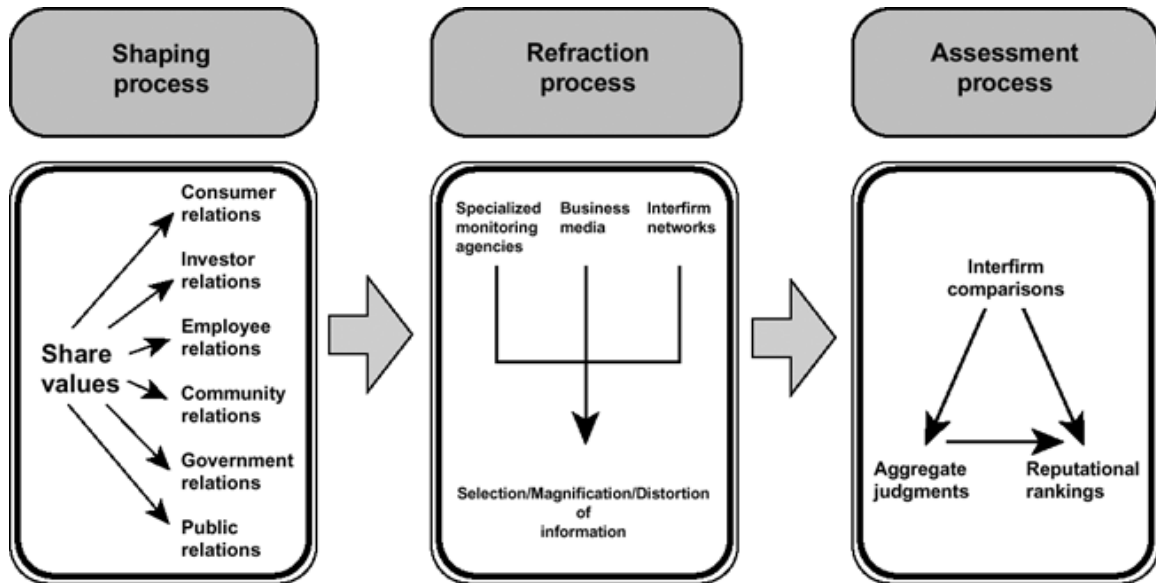 Shaping
process
Refraction
process
Assessment
process
Consumer
relations
Investor
relations
Employee
relations
Share
values
Community
relations
Government
relations
Public
relations
Specialized
monitoring
agencies
Business
media
Interfirm
networks
Selection/Magnification/Distortion
of
information
Interfirm
comparisons
Aggregate
judgments
Reputational
rankings